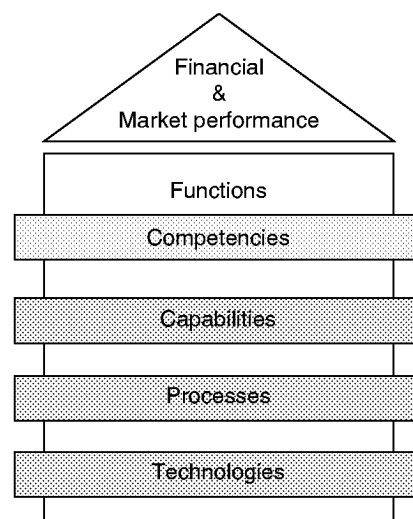 Financial
&
Market performance
Functions
Competencies
Capabilities
Processes
Technologies